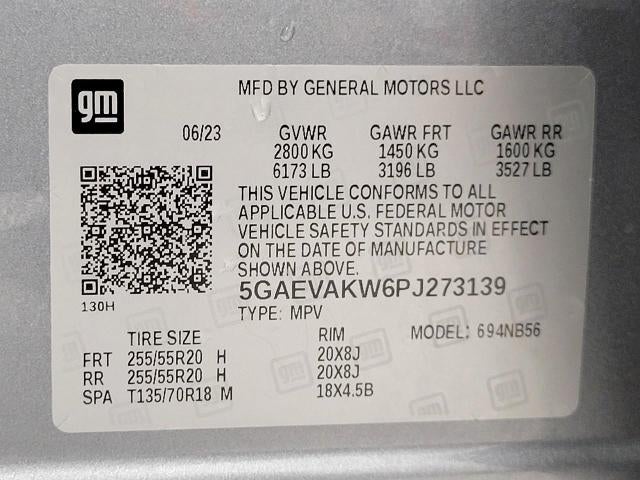 gm
MFD BY GENERAL MOTORS LLC
06/23 GVWR GAWR FRT GAWR RR
2800 KG 1450 KG 1600 KG
6173 LB 3196 LB 3527 LB
THIS VEHICLE CONFORMS TO ALL
APPLICABLE U.S. FEDERAL MOTOR
VEHICLE SAFETY STANDARDS IN EFFECT
ON THE DATE OF MANUFACTURE
SHOWN ABOVE.
5GAEVAKW6PJ273139
130H
TYPE: MPV
TIRE SIZE RIM MODEL: 694NB56
FRT 255/55R20 H 20X8J
RR 255/55R20 H 20X8J
SPA T135/70R18 M 18X4.5B